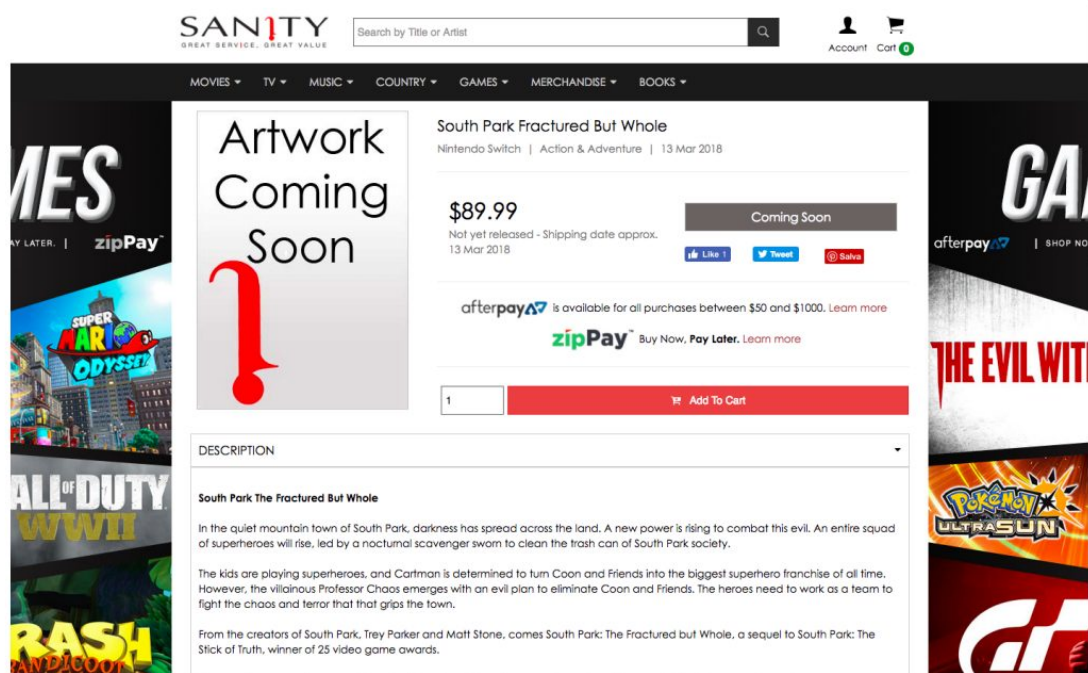 SANITY
GREAT SERVICE, GREAT VALUE
Search by Title or Artist
Account Cart 0
MOVIES TV MUSIC COUNTRY GAMES MERCHANDISE BOOKS
Artwork
Coming
Soon
South Park Fractured But Whole
Nintendo Switch | Action & Adventure | 13 Mar 2018
$89.99
Not yet released - Shipping date approx.
13 Mar 2018
Coming Soon
Like 1 Tweet Salva
afterpay is available for all purchases between $50 and $1000. Learn more
zipPay Buy Now, Pay Later. Learn more
1 Add To Cart
DESCRIPTION
South Park The Fractured But Whole
In the quiet mountain town of South Park, darkness has spread across the land. A new power is rising to combat this evil. An entire squad
of superheroes will rise, led by a nocturnal scavenger sworn to clean the trash can of South Park society.
The kids are playing superheroes, and Cartman is determined to turn Coon and Friends into the biggest superhero franchise of all time.
However, the villainous Professor Chaos emerges with an evil plan to eliminate Coon and Friends. The heroes need to work as a team to
fight the chaos and terror that that grips the town.
From the creators of South Park, Trey Parker and Matt Stone, comes South Park: The Fractured but Whole, a sequel to South Park: The
Stick of Truth, winner of 25 video game awards.
MES
AY LATER. | zipPay
SUPER
MARIO
ODYSSEY
ALL OF DUTY
WWII
RASH
BANDICOOT
GA
afterpay | SHOP NO
THE EVIL WIT
POKÉMON
ULTRA SUN